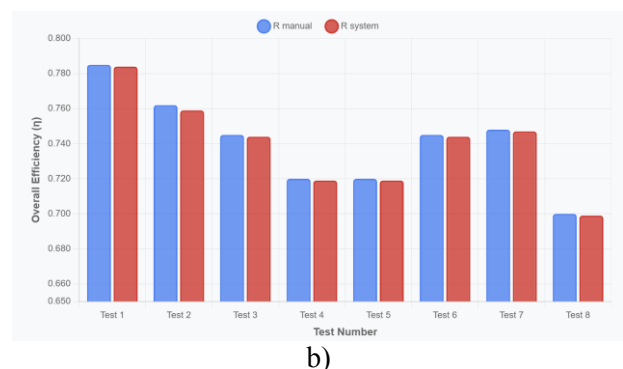 R manual R system
Overall Efficiency (η)
0.800
0.780
0.760
0.740
0.720
0.700
0.680
0.660
0.650
Test 1 Test 2 Test 3 Test 4 Test 5 Test 6 Test 7 Test 8
Test Number
b)